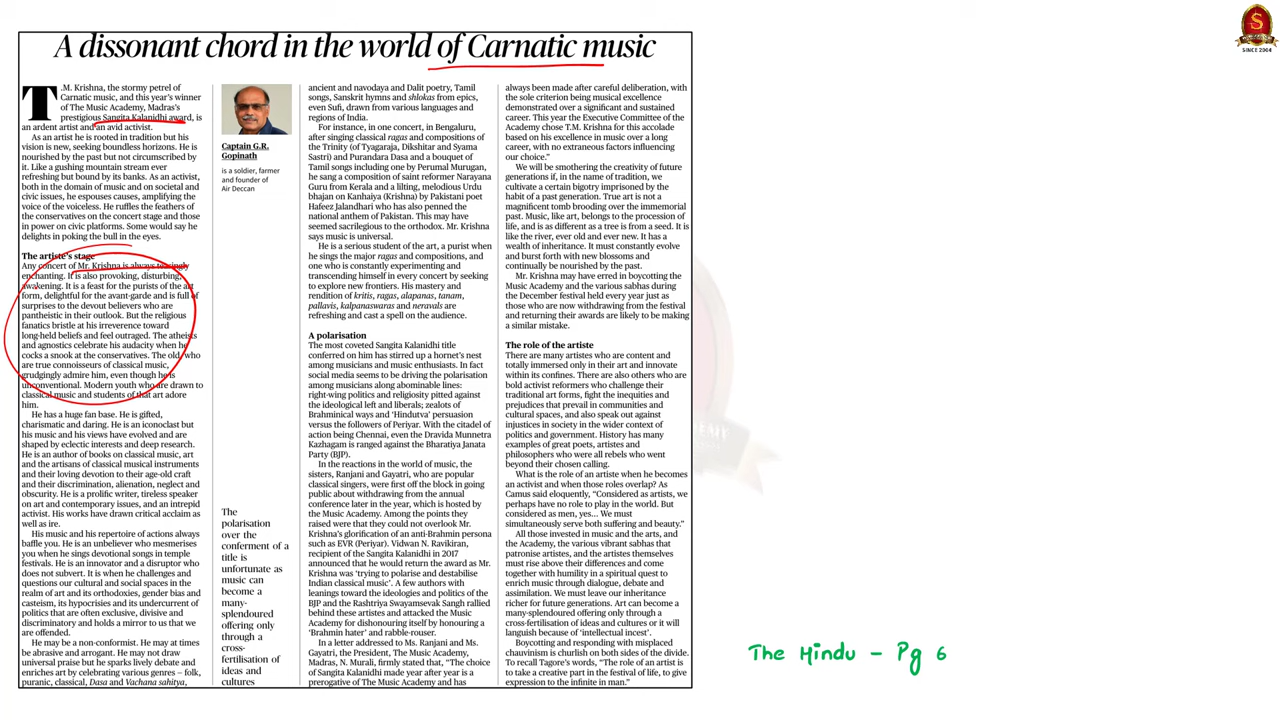 A dissonant chord in the world of Carnatic music
T.M. Krishna, the stormy petrel of
Carnatic music, and this year's winner
of The Music Academy, Madras's
prestigious Sangita Kalanidhi award, is
an ardent artist and an avid activist.
As an artist he is rooted in tradition but his
vision is new, seeking boundless horizons. He is
nourished by the past but not circumscribed by
it. Like a gushing mountain stream ever
refreshing but bound by its banks. As an activist,
both in the domain of music and on societal and
civic issues, he espouses causes, amplifying the
voice of the voiceless. He ruffles the feathers of
the conservatives on the concert stage and those
in power on civic platforms. Some would say he
delights in poking the bull in the eyes.
The artiste's stage
Any concert of Mr. Krishna is always teasingly
enchanting. It is also provoking, disturbing,
awakening. It is a feast for the purists of the art
form, delightful for the avant-garde and is full of
surprises to the devout believers who are
pantheistic in their outlook. But the religious
fanatics bristle at his irreverence toward
long-held beliefs and feel outraged. The atheists
and agnostics celebrate his audacity when he
cocks a snook at the conservatives. The old, who
are true connoisseurs of classical music,
grudgingly admire him, even though he is
unconventional. Modern youth who are drawn to
classical music and students of that art adore
him.
He has a huge fan base. He is gifted,
charismatic and daring. He is an iconoclast but
his music and his views have evolved and are
shaped by eclectic interests and deep research.
He is an author of books on classical music, art
and the artisans of classical musical instruments
and their loving devotion to their age-old craft
and their discrimination, alienation, neglect and
obscurity. He is a prolific writer, tireless speaker
on art and contemporary issues, and an intrepid
activist. His works have drawn critical acclaim as
well as ire.
His music and his repertoire of actions always
baffle you. He is an unbeliever who mesmerises
you when he sings devotional songs in temple
festivals. He is an innovator and a disruptor who
does not subvert. It is when he challenges and
questions our cultural and social spaces in the
realm of art and its orthodoxies, gender bias and
casteism, its hypocrisies and its undercurrent of
politics that are often exclusive, divisive and
discriminatory and holds a mirror to us that we
are offended.
He may be a non-conformist. He may at times
be abrasive and arrogant. He may not draw
universal praise but he sparks lively debate and
enriches art by celebrating various genres – folk,
puranic, classical, Dasa and Vachana sahitya,
Captain G.R.
Gopinath
is a soldier, farmer
and founder of
Air Deccan
The
polarisation
over the
conferment of a
title is
unfortunate as
music can
become a
many-
splendoured
offering only
through a
cross-
fertilisation of
ideas and
cultures
ancient and navodaya and Dalit poetry, Tamil
songs, Sanskrit hymns and shlokas from epics,
even Sufi, drawn from various languages and
regions of India.
For instance, in one concert, in Bengaluru,
after singing classical ragas and compositions of
the Trinity (of Tyagaraja, Dikshitar and Syama
Sastri) and Purandara Dasa and a bouquet of
Tamil songs including one by Perumal Murugan,
he sang a composition of saint reformer Narayana
Guru from Kerala and a lilting, melodious Urdu
bhajan on Kanhaiya (Krishna) by Pakistani poet
Hafeez Jalandhari who has also penned the
national anthem of Pakistan. This may have
seemed sacrilegious to the orthodox. Mr. Krishna
says music is universal.
He is a serious student of the art, a purist when
he sings the major ragas and compositions, and
one who is constantly experimenting and
transcending himself in every concert by seeking
to explore new frontiers. His mastery and
rendition of kritis, ragas, alapanas, tanam,
pallavis, kalpanaswaras and neravals are
refreshing and cast a spell on the audience.
A polarisation
The most coveted Sangita Kalanidhi title
conferred on him has stirred up a hornet's nest
among musicians and music enthusiasts. In fact
social media seems to be driving the polarisation
among musicians along abominable lines:
right-wing politics and religiosity pitted against
the ideological left and liberals; zealots of
Brahminical ways and 'Hindutva' persuasion
versus the followers of Periyar. With the citadel of
action being Chennai, even the Dravida Munnetra
Kazhagam is ranged against the Bharatiya Janata
Party (BJP).
In the reactions in the world of music, the
sisters, Ranjani and Gayatri, who are popular
classical singers, were first off the block in going
public about withdrawing from the annual
conference later in the year, which is hosted by
the Music Academy. Among the points they
raised were that they could not overlook Mr.
Krishna's glorification of an anti-Brahmin persona
such as EVR (Periyar). Vidwan N. Ravikiran,
recipient of the Sangita Kalanidhi in 2017
announced that he would return the award as Mr.
Krishna was 'trying to polarise and destabilise
Indian classical music'. A few authors with
leanings toward the ideologies and politics of the
BJP and the Rashtriya Swayamsevak Sangh rallied
behind these artistes and attacked the Music
Academy for dishonouring itself by honouring a
'Brahmin hater' and rabble-rouser.
In a letter addressed to Ms. Ranjani and Ms.
Gayatri, the President, The Music Academy,
Madras, N. Murali, firmly stated that, "The choice
of Sangita Kalanidhi made year after year is a
prerogative of The Music Academy and has
always been made after careful deliberation, with
the sole criterion being musical excellence
demonstrated over a significant and sustained
career. This year the Executive Committee of the
Academy chose T.M. Krishna for this accolade
based on his excellence in music over a long
career, with no extraneous factors influencing
our choice."
We will be smothering the creativity of future
generations if, in the name of tradition, we
cultivate a certain bigotry imprisoned by the
habit of a past generation. True art is not a
magnificent tomb brooding over the immemorial
past. Music, like art, belongs to the procession of
life, and is as different as a tree is from a seed. It is
like the river, ever old and ever new. It has a
wealth of inheritance. It must constantly evolve
and burst forth with new blossoms and
continually be nourished by the past.
Mr. Krishna may have erred in boycotting the
Music Academy and the various sabhas during
the December festival held every year just as
those who are now withdrawing from the festival
and returning their awards are likely to be making
a similar mistake.
The role of the artiste
There are many artistes who are content and
totally immersed only in their art and innovate
within its confines. There are also others who are
bold activist reformers who challenge their
traditional art forms, fight the inequities and
prejudices that prevail in communities and
cultural spaces, and also speak out against
injustices in society in the wider context of
politics and government. History has many
examples of great poets, artistes and
philosophers who were all rebels who went
beyond their chosen calling.
What is the role of an artiste when he becomes
an activist and when those roles overlap? As
Camus said eloquently, "Considered as artists, we
perhaps have no role to play in the world. But
considered as men, yes... We must
simultaneously serve both suffering and beauty."
All those invested in music and the arts, and
the Academy, the various vibrant sabhas that
patronise artistes, and the artistes themselves
must rise above their differences and come
together with humility in a spiritual quest to
enrich music through dialogue, debate and
assimilation. We must leave our inheritance
richer for future generations. Art can become a
many-splendoured offering only through a
cross-fertilisation of ideas and cultures or it will
languish because of 'intellectual incest'.
Boycotting and responding with misplaced
chauvinism is churlish on both sides of the divide.
To recall Tagore's words, "The role of an artist is
to take a creative part in the festival of life, to give
expression to the infinite in man."
S
SINCE 2004
The Hindu – Pg 6